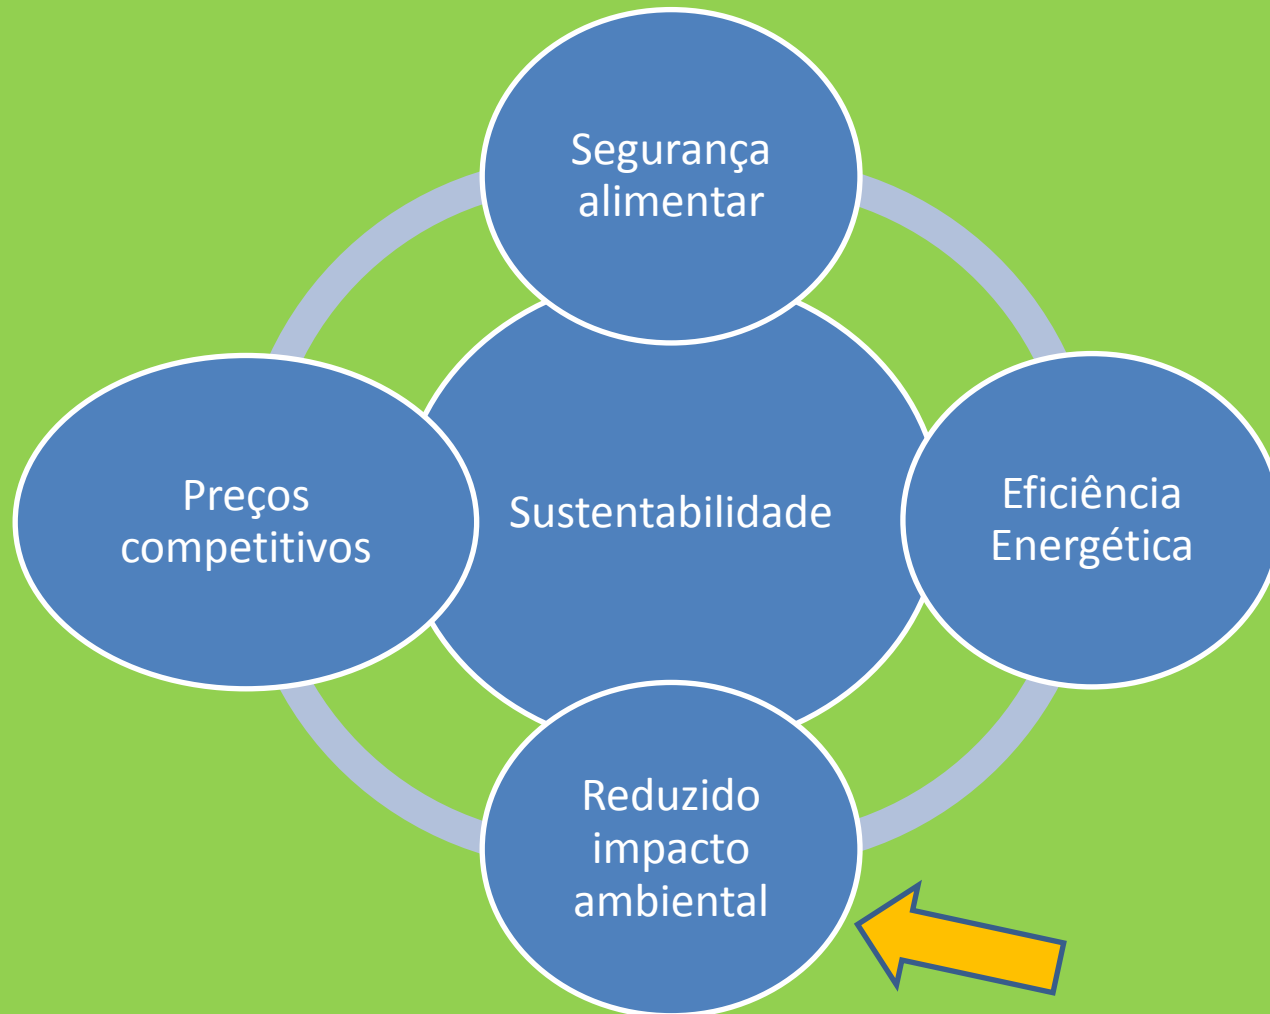 Segurança
alimentar
Preços
competitivos
Sustentabilidade
Eficiência
Energética
Reduzido
impacto
ambiental